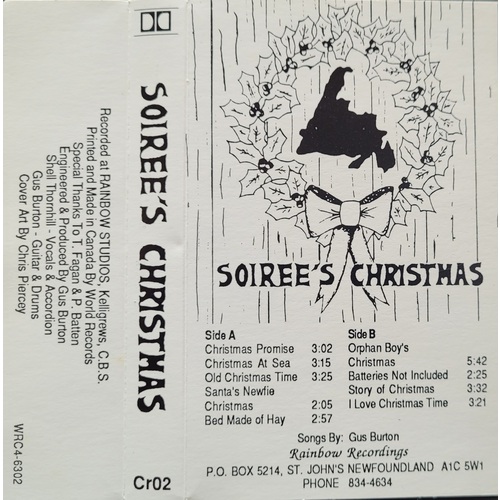 Recorded at RAINBOW STUDIOS, Kelligrews, C.B.S.
Printed and Made in Canada By World Records
Special Thanks To T. Fagan & P. Batten
Engineered & Produced By Gus Burton
Shell Thornhill - Vocals & Accordion
Gus Burton - Guitar & Drums
Cover Art By Chris Piercey
WRC4-6302
SOIREE'S CHRISTMAS
Cr02
SOIREE'S CHRISTMAS
Side A
Christmas Promise 3:02
Christmas At Sea 3:15
Old Christmas Time 3:25
Santa's Newfie
Christmas 2:05
Bed Made of Hay 2:57
Side B
Orphan Boy's
Christmas 5:42
Batteries Not Included 2:25
Story of Christmas 3:32
I Love Christmas Time 3:21
Songs By: Gus Burton
Rainbow Recordings
P.O. BOX 5214, ST. JOHN'S NEWFOUNDLAND A1C 5W1
PHONE 834-4634